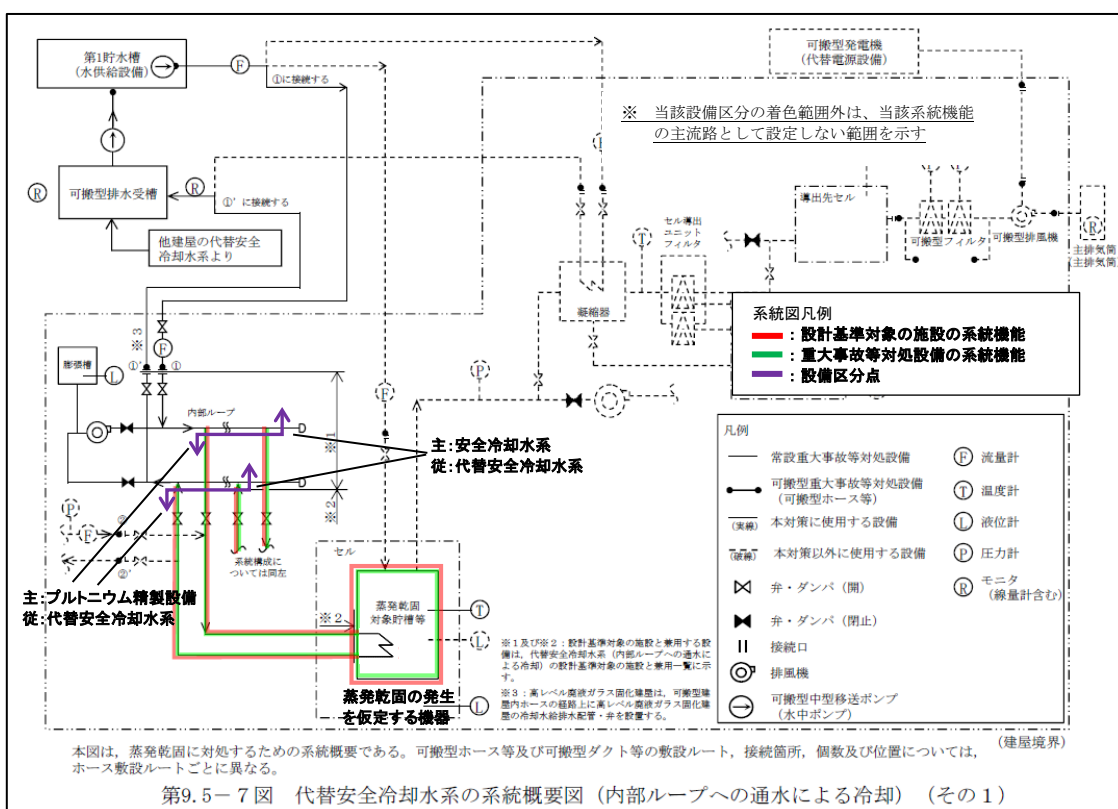 第1貯水槽
(水供給設備)
F
①に接続する
可搬型発電機
(代替電源設備)
※ 当該設備区分の着色範囲外は、当該系統機能
の主流路として設定しない範囲を示す
R
可搬型排水受槽
R
①' に接続する
他建屋の代替安全
冷却水系より
セル導出
ユニット
フィルタ
T
凝縮器
導出先セル
可搬型フィルタ
可搬型排風機
R
主排気筒
(主排気筒
系統図凡例
:設計基準対象の施設の系統機能
:重大事故等対処設備の系統機能
:設備区分点
※3
F
①'
①
膨張槽
L
P
F
内部ループ
※1
※2
主:安全冷却水系
従:代替安全冷却水系
P
F
②
②'
系統構成に
ついては同左
主:プルトニウム精製設備
従:代替安全冷却水系
セル
※2
蒸発乾固
対象貯槽等
T
L
L
蒸発乾固の発生
を仮定する機器
※1及び※2:設計基準対象の施設と兼用する設
備は,代替安全冷却水系(内部ループへの通水に
よる冷却)の設計基準対象の施設と兼用一覧に示
す。
※3:高レベル廃液ガラス固化建屋は,可搬型建
屋内ホースの経路上に高レベル廃液ガラス固化建屋
の冷却水給排水配管・弁を設置する。
凡例
常設重大事故等対処設備
可搬型重大事故等対処設備
(可搬型ホース等)
(実線)
本対策に使用する設備
(破線)
本対策以外に使用する設備
弁・ダンパ(開)
弁・ダンパ(閉止)
接続口
排風機
可搬型中型移送ポンプ
(水中ポンプ)
F 流量計
T 温度計
L 液位計
P 圧力計
R モニタ
(線量計含む)
(建屋境界)
本図は,蒸発乾固に対処するための系統概要である。可搬型ホース等及び可搬型ダクト等の敷設ルート,接続箇所,個数及び位置については,
ホース敷設ルートごとに異なる。
第9.5-7図 代替安全冷却水系の系統概要図(内部ループへの通水による冷却)(その1)